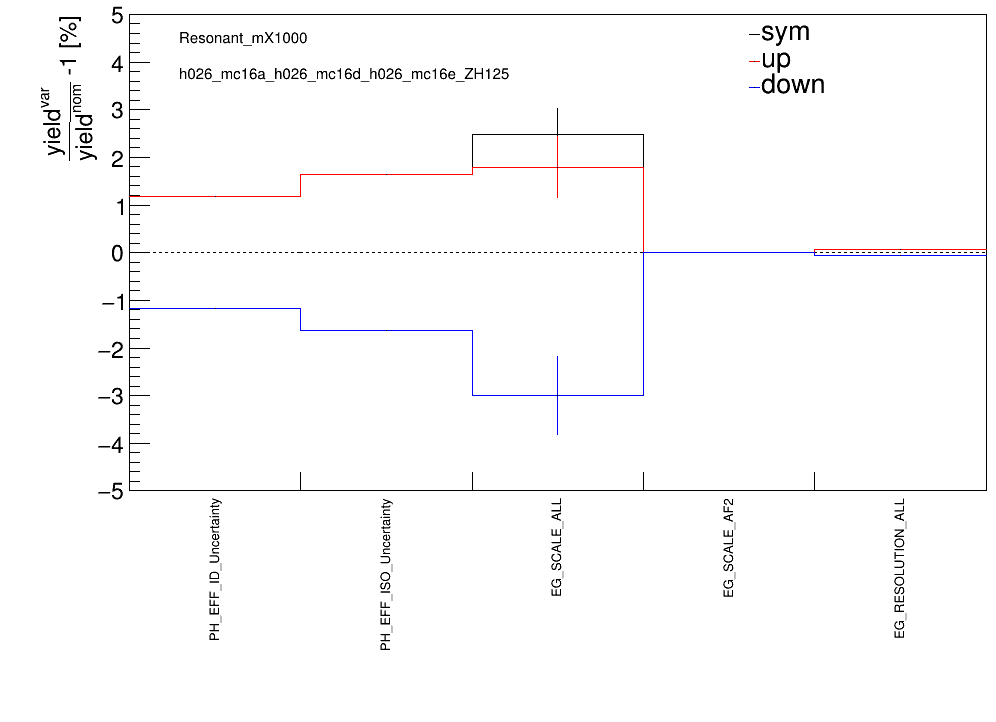 yield^var / yield^nom -1 [%]
Resonant_mX1000
h026_mc16a_h026_mc16d_h026_mc16e_ZH125
−sym
−up
−down
5
4
3
2
1
0
−1
−2
−3
−4
−5
PH_EFF_ID_Uncertainty
PH_EFF_ISO_Uncertainty
EG_SCALE_ALL
EG_SCALE_AF2
EG_RESOLUTION_ALL